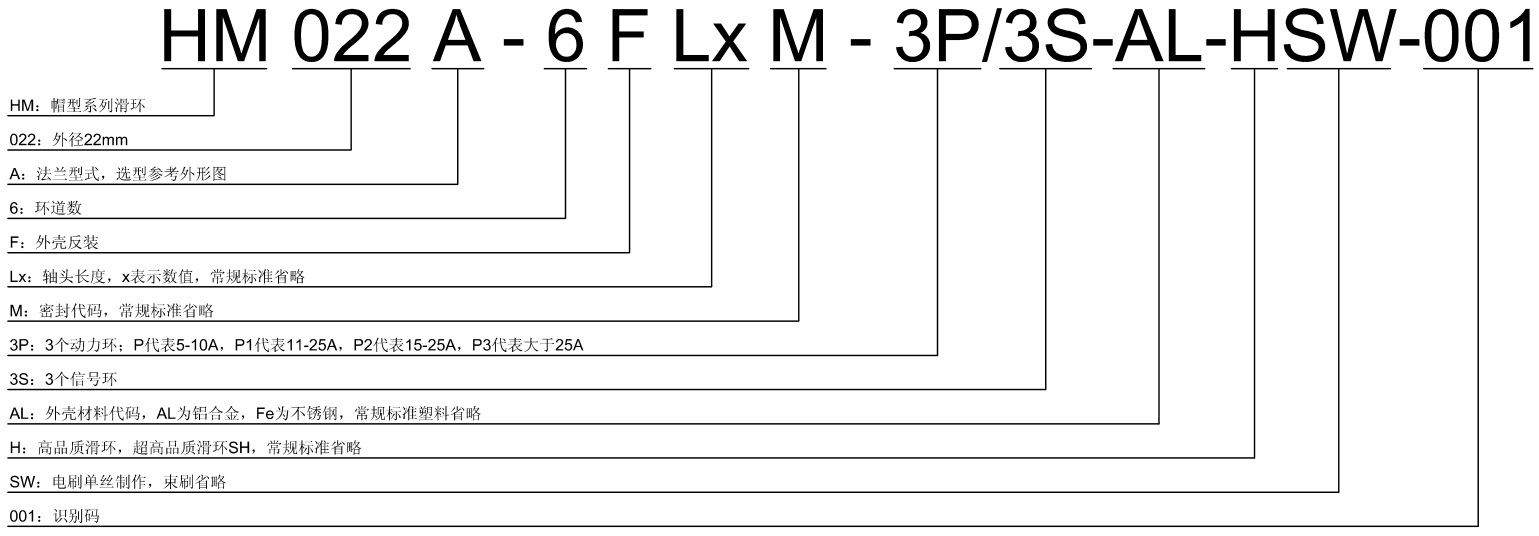 HM 022 A - 6 F Lx M - 3P/3S-AL-HSW-001
HM：帽型系列滑环
022：外径22mm
A：法兰型式，选型参考外形图
6：环道数
F：外壳反装
Lx：轴头长度，x表示数值，常规标准省略
M：密封代码，常规标准省略
3P：3个动力环；P代表5-10A，P1代表11-25A，P2代表15-25A，P3代表大于25A
3S：3个信号环
AL：外壳材料代码，AL为铝合金，Fe为不锈钢，常规标准塑料省略
H：高品质滑环，超高品质滑环SH，常规标准省略
SW：电刷单丝制作，束刷省略
001：识别码